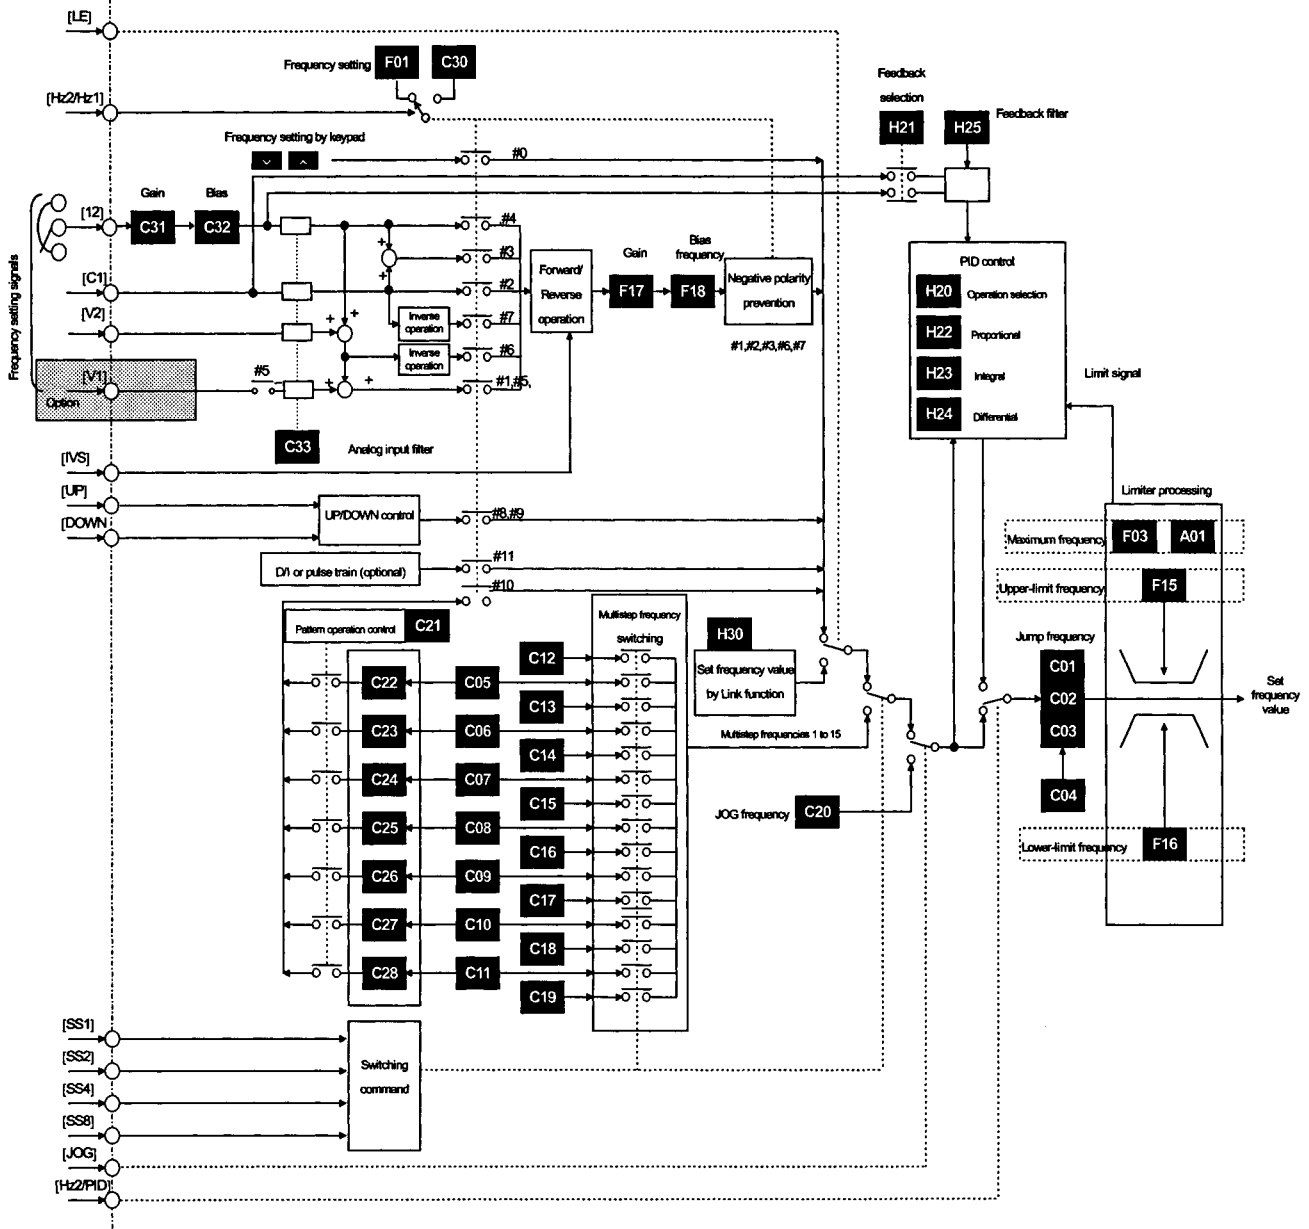 [LE]
Frequency setting F01 C30
[Hz2/Hz1]
Feedback
selection
H21 H25 Feedback filter
Frequency setting by keypad
#0
Frequency setting signals
Gain Bias
[12] C31 C32
#4
#3
[C1]
#2
[V2]
Inverse
operation
#7
Inverse
operation
#6
[V1]
Option
#5
#1,#5,
C33 Analog input filter
Forward/
Reverse
operation
Gain
F17
Bias
frequency
F18
Negative polarity
prevention
#1,#2,#3,#6,#7
PID control
H20 Operation selection
H22 Proportional
H23 Integral
H24 Differential
Limit signal
[IVS]
[UP]
[DOWN
UP/DOWN control
#8,#9
D/I or pulse train (optional)
#11
#10
Pattern operation control C21
Multistep frequency
switching
C12
C22 C05
C13
C23 C06
C14
C24 C07
C15
C25 C08
C16
C26 C09
C17
C27 C10
C18
C28 C11
C19
H30
Set frequency value
by Link function
Multistep frequencies 1 to 15
JOG frequency C20
Limiter processing
Maximum frequency F03 A01
Upper-limit frequency F15
Jump frequency
C01
C02
C03
C04
Set
frequency
value
Lower-limit frequency F16
[SS1]
[SS2]
[SS4]
[SS8]
Switching
command
[JOG]
[Hz2/PID]